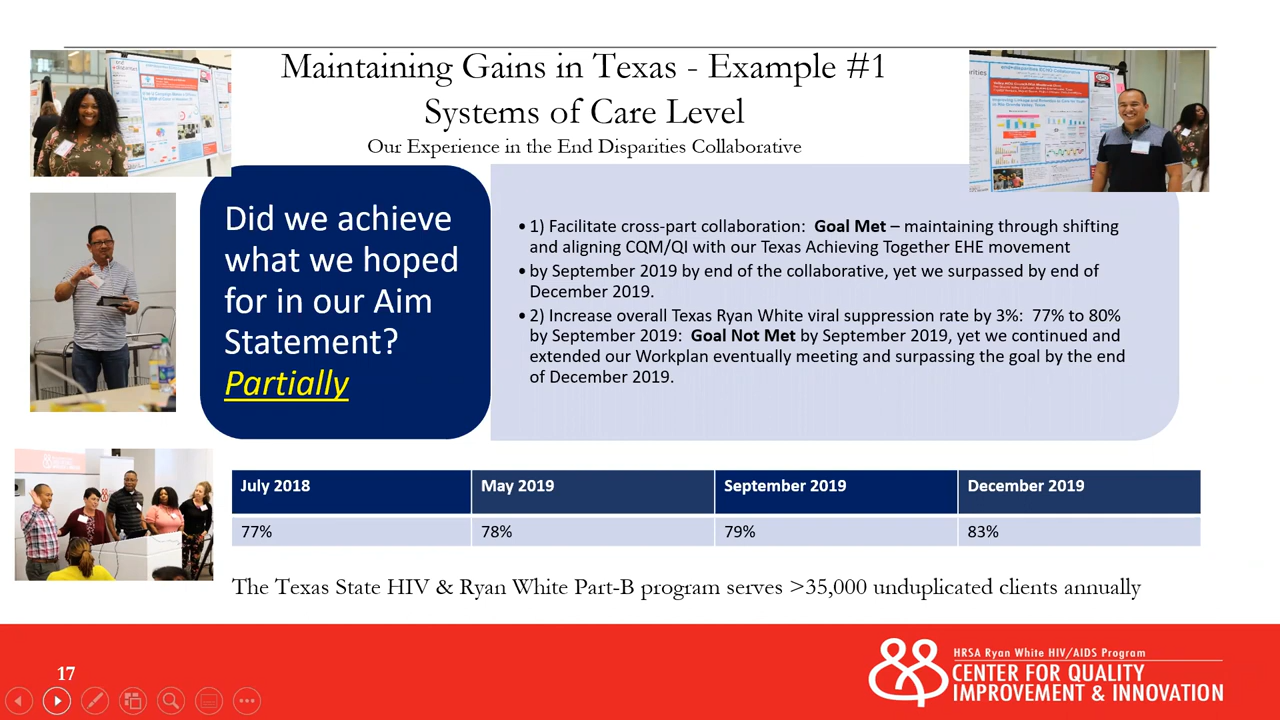 Maintaining Gains in Texas - Example #1
Systems of Care Level
Our Experience in the End Disparities Collaborative
Did we achieve
what we hoped
for in our Aim
Statement?
Partially
• 1) Facilitate cross-part collaboration: Goal Met – maintaining through shifting
and aligning CQM/QI with our Texas Achieving Together EHE movement
• by September 2019 by end of the collaborative, yet we surpassed by end of
December 2019.
• 2) Increase overall Texas Ryan White viral suppression rate by 3%: 77% to 80%
by September 2019: Goal Not Met by September 2019, yet we continued and
extended our Workplan eventually meeting and surpassing the goal by the end
of December 2019.
July 2018 May 2019 September 2019 December 2019
77% 78% 79% 83%
The Texas State HIV & Ryan White Part-B program serves >35,000 unduplicated clients annually
17
HRSA Ryan White HIV/AIDS Program
CENTER FOR QUALITY
IMPROVEMENT & INNOVATION